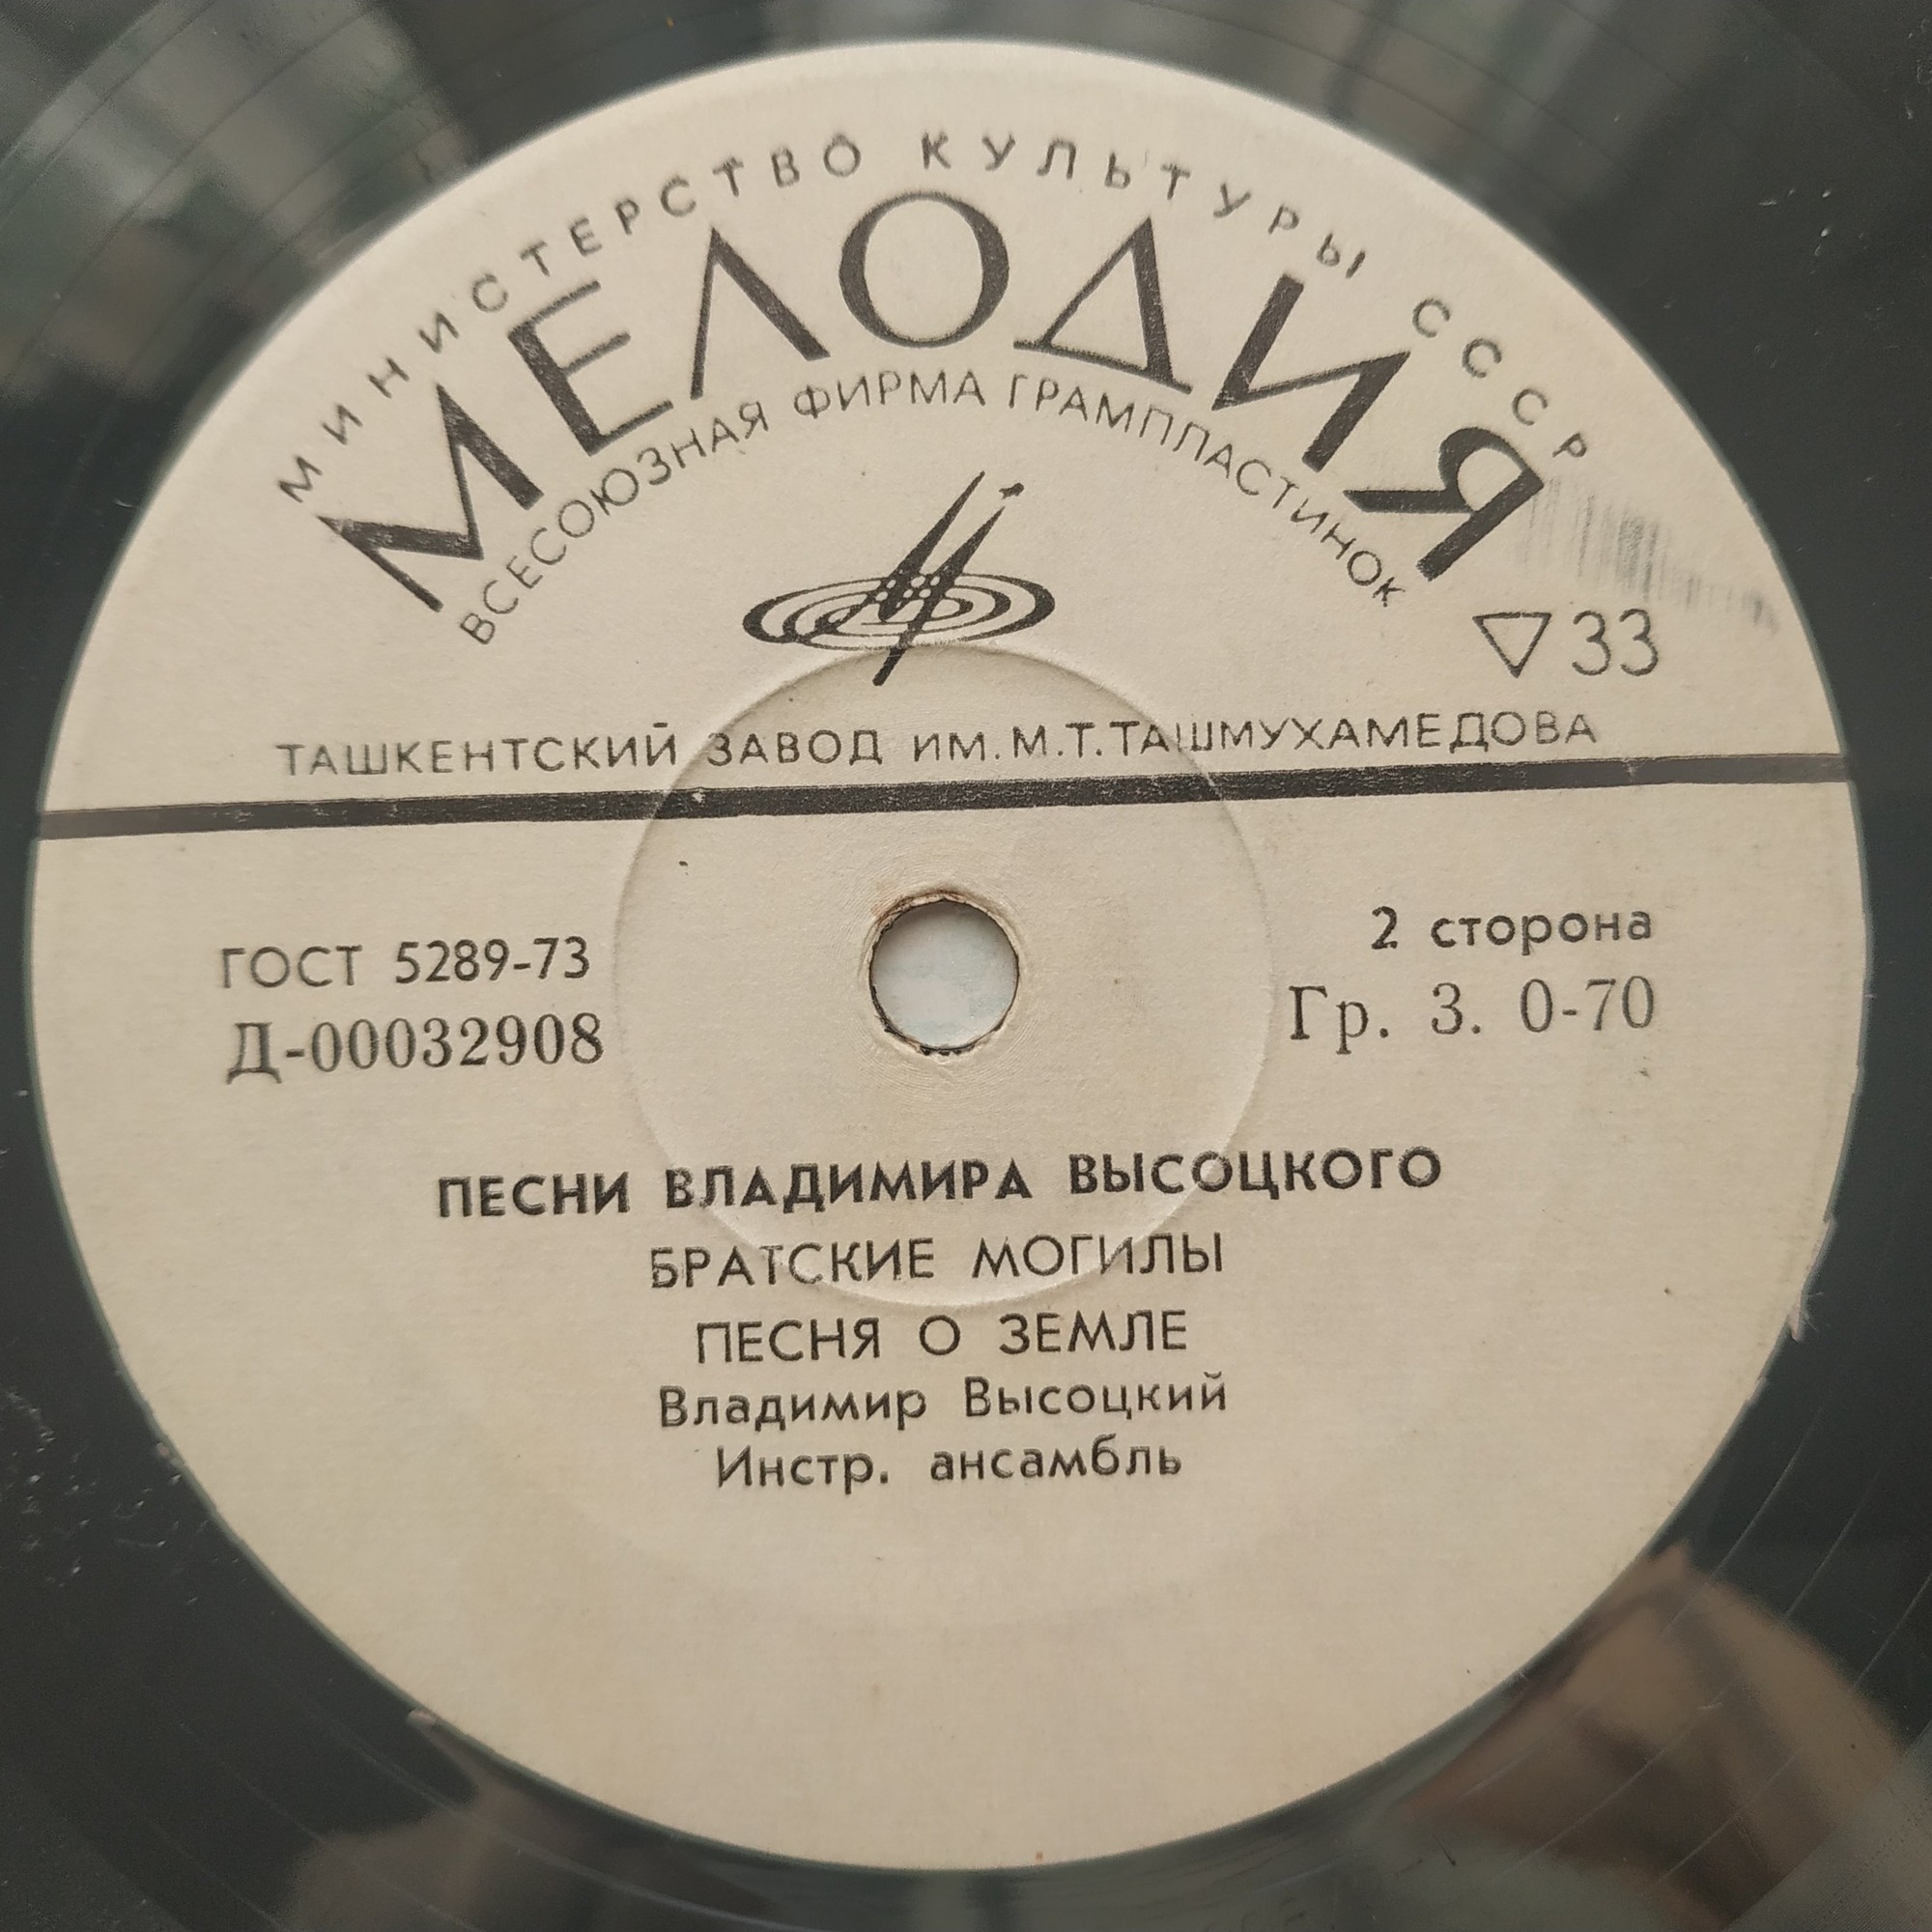 МИНИСТЕРСТВО КУЛЬТУРЫ СССР
МЕЛОДИЯ
ВСЕСОЮЗНАЯ ФИРМА ГРАМПЛАСТИНОК
33
ТАШКЕНТСКИЙ ЗАВОД ИМ. М.Т.ТАШМУХАМЕДОВА
ГОСТ 5289-73
Д-00032908
2 сторона
Гр. 3. 0-70
ПЕСНИ ВЛАДИМИРА ВЫСОЦКОГО
БРАТСКИЕ МОГИЛЫ
ПЕСНЯ О ЗЕМЛЕ
Владимир Высоцкий
Инстр. ансамбль